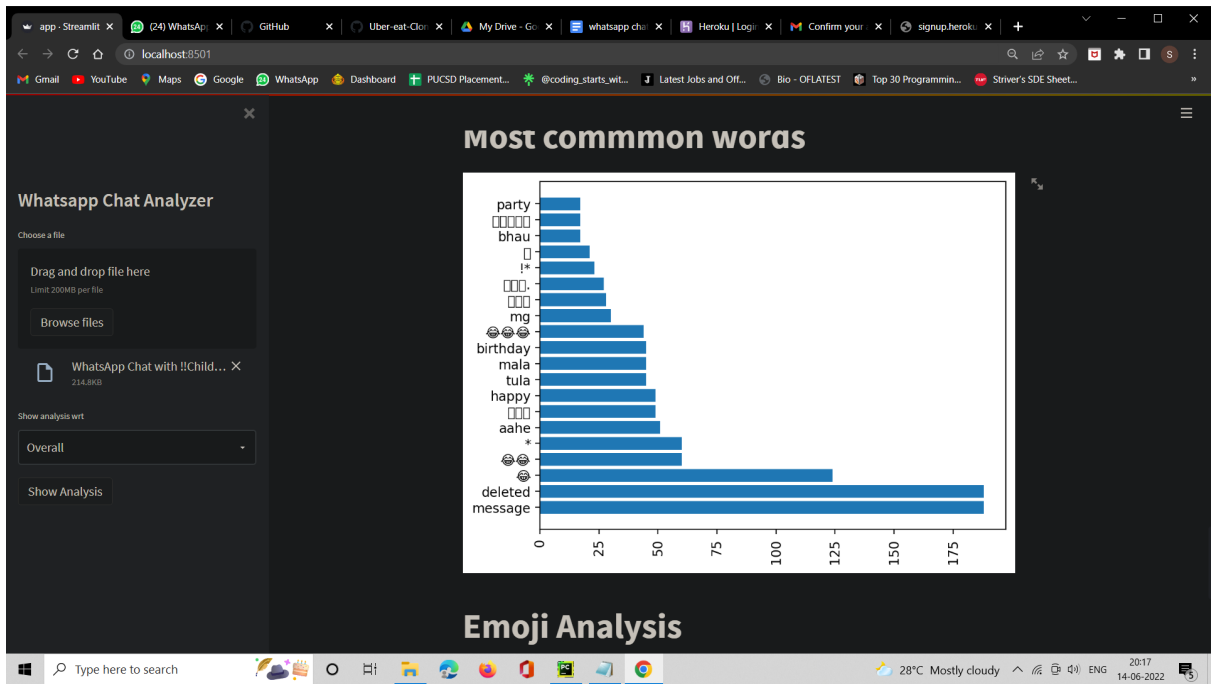 app · Streamlit
(24) WhatsAp
GitHub
Uber-eat-Clon
My Drive - Go
whatsapp cha
Heroku | Login
Confirm your
signup.heroku
localhost:8501
Gmail
YouTube
Maps
Google
WhatsApp
Dashboard
PUCSD Placement...
@coding_starts_wit...
Latest Jobs and Off...
Bio - OFLATEST
Top 30 Programmin...
Striver's SDE Sheet...
Most commmon words
Whatsapp Chat Analyzer
Choose a file
Drag and drop file here
Limit 200MB per file
Browse files
WhatsApp Chat with !!Child...
214.8KB
Show analysis wrt
Overall
Show Analysis
party
▯▯▯▯▯
bhau
▯
!*
▯▯▯.
▯▯▯
mg
😂😂😂
birthday
mala
tula
happy
▯▯▯
aahe
*
😂😂
😂
deleted
message
0 25 50 75 100 125 150 175
Emoji Analysis
Type here to search
28°C Mostly cloudy
ENG
20:17
14-06-2022
5